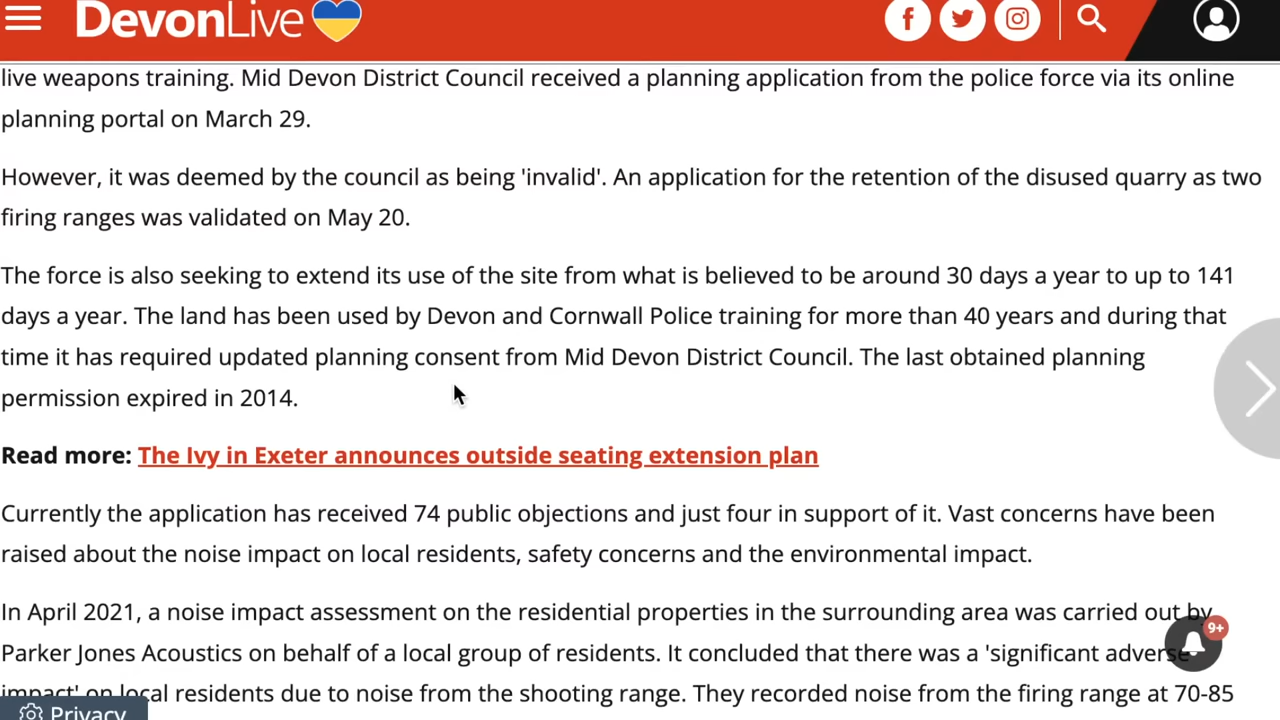 DevonLive
live weapons training. Mid Devon District Council received a planning application from the police force via its online
planning portal on March 29.
However, it was deemed by the council as being 'invalid'. An application for the retention of the disused quarry as two
firing ranges was validated on May 20.
The force is also seeking to extend its use of the site from what is believed to be around 30 days a year to up to 141
days a year. The land has been used by Devon and Cornwall Police training for more than 40 years and during that
time it has required updated planning consent from Mid Devon District Council. The last obtained planning
permission expired in 2014.
Read more: The Ivy in Exeter announces outside seating extension plan
Currently the application has received 74 public objections and just four in support of it. Vast concerns have been
raised about the noise impact on local residents, safety concerns and the environmental impact.
In April 2021, a noise impact assessment on the residential properties in the surrounding area was carried out by
9+
Parker Jones Acoustics on behalf of a local group of residents. It concluded that there was a 'significant adverse
impact' on local residents due to noise from the shooting range. They recorded noise from the firing range at 70-85
Privacy